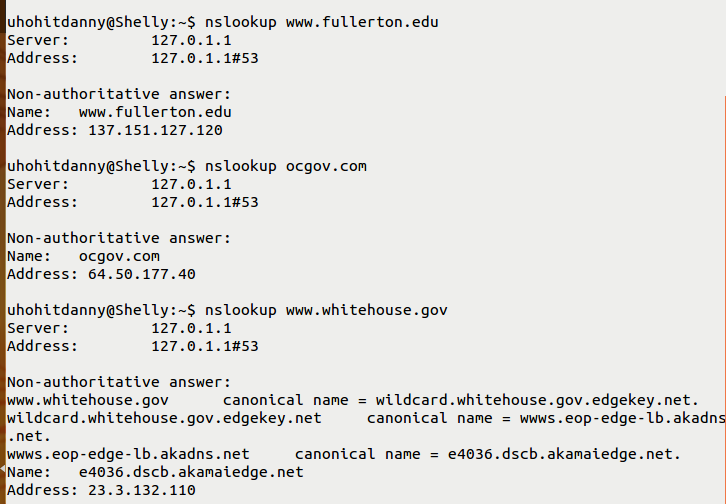 uhohitdanny@Shelly:~$ nslookup www.fullerton.edu
Server:         127.0.1.1
Address:        127.0.1.1#53

Non-authoritative answer:
Name:   www.fullerton.edu
Address: 137.151.127.120

uhohitdanny@Shelly:~$ nslookup ocgov.com
Server:         127.0.1.1
Address:        127.0.1.1#53

Non-authoritative answer:
Name:   ocgov.com
Address: 64.50.177.40

uhohitdanny@Shelly:~$ nslookup www.whitehouse.gov
Server:         127.0.1.1
Address:        127.0.1.1#53

Non-authoritative answer:
www.whitehouse.gov      canonical name = wildcard.whitehouse.gov.edgekey.net.
wildcard.whitehouse.gov.edgekey.net     canonical name = wwws.eop-edge-lb.akadns
.net.
wwws.eop-edge-lb.akadns.net     canonical name = e4036.dscb.akamaiedge.net.
Name:   e4036.dscb.akamaiedge.net
Address: 23.3.132.110